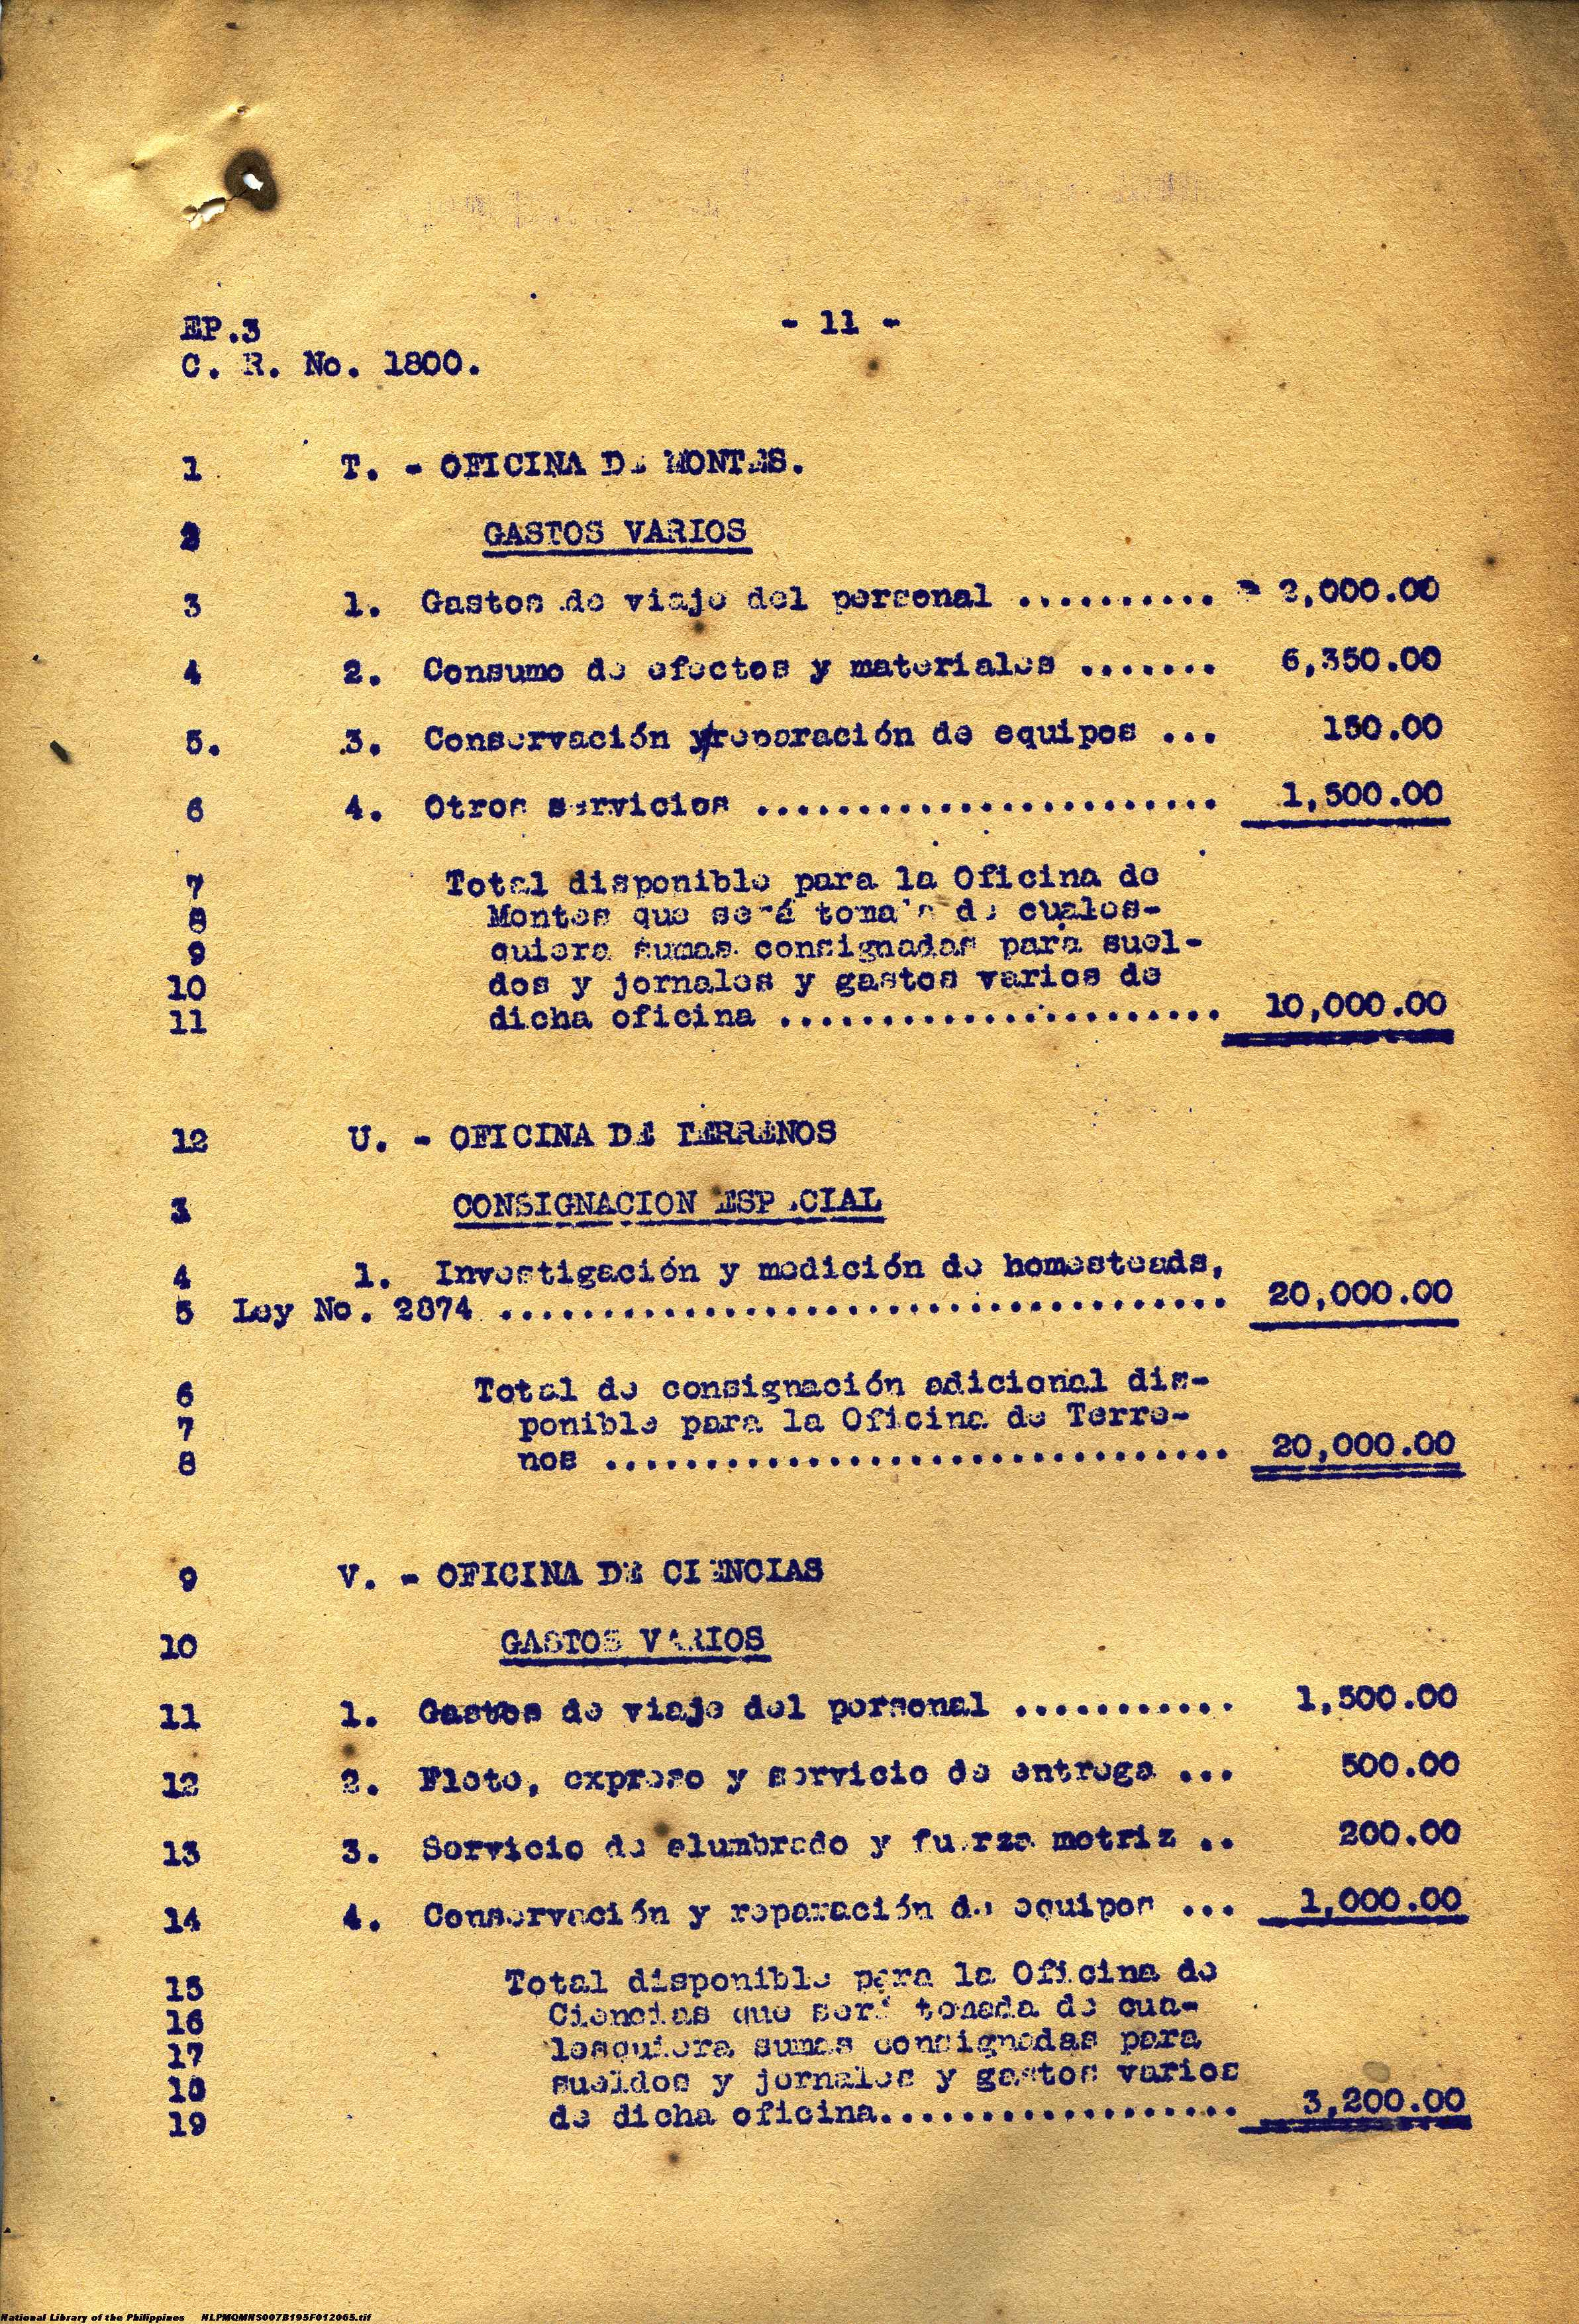 EP.3 - 11 -
C. R. No. 1800.
1 T. - OFICINA DE MONTES.
2 GASTOS VARIOS
3 1. Gastos de viaje del personal .......... ₱ 2,000.00
4 2. Consumo de efectos y materiales ....... 6,350.00
5. 3. Conservación y/reparación de equipos ... 150.00
6 4. Otros servicios ....................... 1,500.00
7 Total disponible para la Oficina de
8 Montes que será tomada de cuales-
9 quiera sumas consignadas para suel-
10 dos y jornales y gastos varios de
11 dicha oficina ...................... 10,000.00
12 U. - OFICINA DE TERRENOS
3 CONSIGNACION ESPECIAL
4 1. Investigación y medición de homesteads,
5 Ley No. 2874 .................................... 20,000.00
6 Total de consignación adicional dis-
7 ponible para la Oficina de Terre-
8 nos ............................... 20,000.00
9 V. - OFICINA DE CIENCIAS
10 GASTOS VARIOS
11 1. Gastos de viaje del personal ........... 1,500.00
12 2. Flete, expreso y servicio de entrega ... 500.00
13 3. Servicio de alumbrado y fuerza motriz .. 200.00
14 4. Conservación y reparación de equipos ... 1,000.00
15 Total disponible para la Oficina de
16 Ciencias que será tomada de cua-
17 lesquiera sumas consignadas para
18 sueldos y jornales y gastos varios
19 de dicha oficina.................. 3,200.00
National Library of the Philippines NLPMQMNS007B195F012065.tif